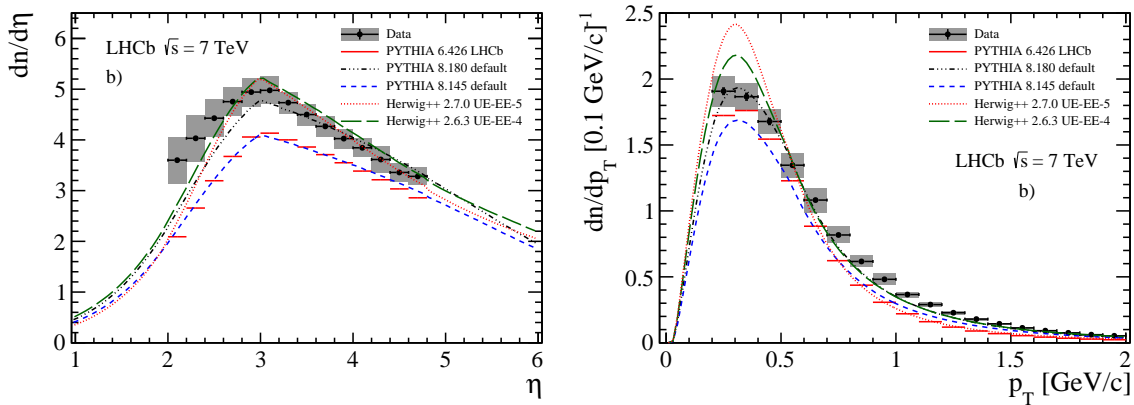 dn/dη
LHCb √s = 7 TeV
b)
Data
PYTHIA 6.426 LHCb
PYTHIA 8.180 default
PYTHIA 8.145 default
Herwig++ 2.7.0 UE-EE-5
Herwig++ 2.6.3 UE-EE-4
6
5
4
3
2
1
0
1 2 3 4 5 6
η
dn/dp_T [0.1 GeV/c]^-1
Data
PYTHIA 6.426 LHCb
PYTHIA 8.180 default
PYTHIA 8.145 default
Herwig++ 2.7.0 UE-EE-5
Herwig++ 2.6.3 UE-EE-4
LHCb √s = 7 TeV
b)
2.5
2
1.5
1
0.5
0
0 0.5 1 1.5 2
p_T [GeV/c]